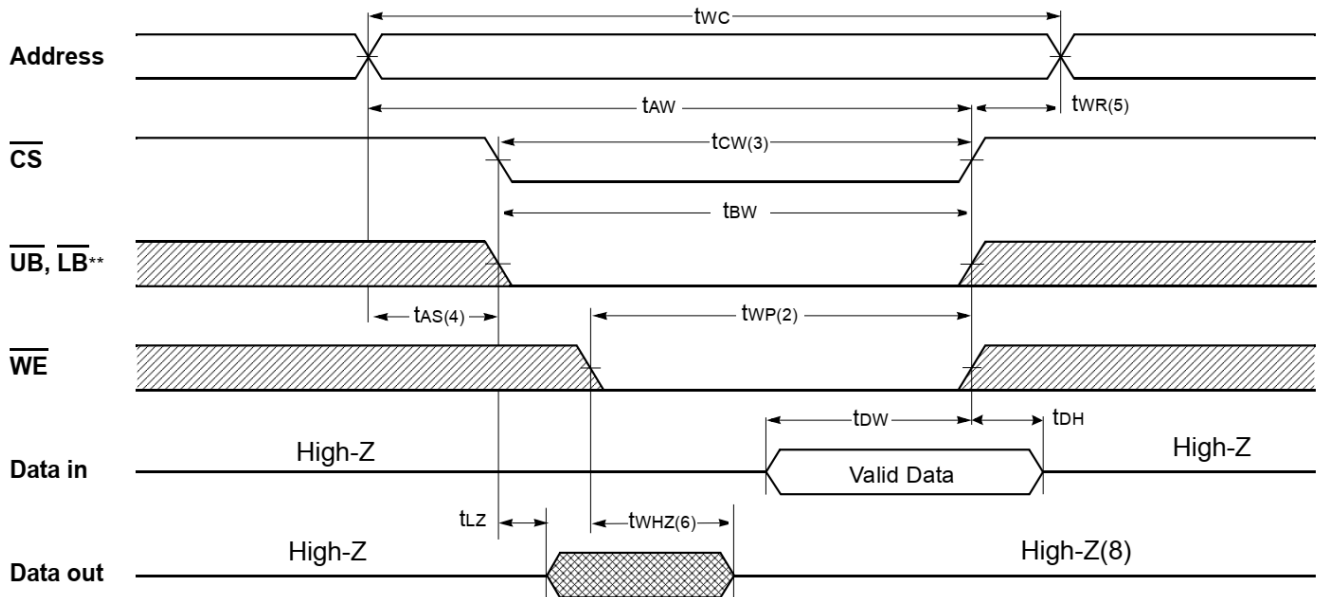 tWC
Address
tAW
tWR(5)
CS
tCW(3)
tBW
UB, LB**
tAS(4)
tWP(2)
WE
tDW
tDH
High-Z
High-Z
Data in
Valid Data
tLZ
tWHZ(6)
High-Z
High-Z(8)
Data out